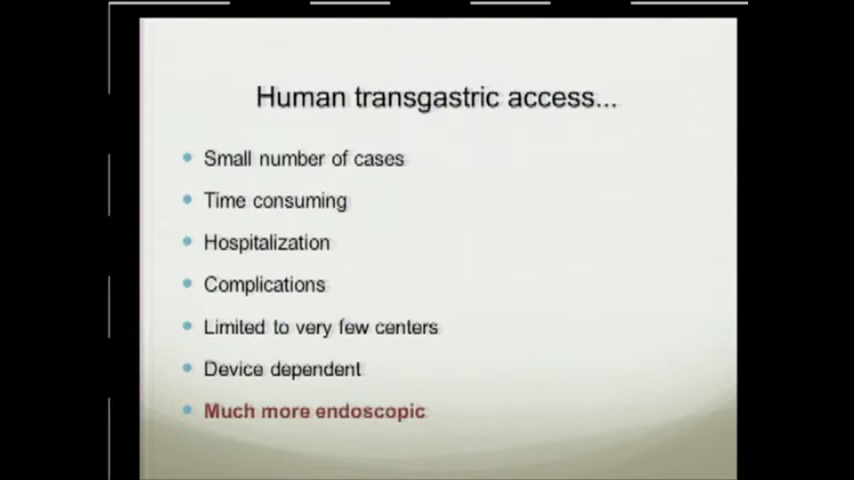 Human transgastric access...
Small number of cases
Time consuming
Hospitalization
Complications
Limited to very few centers
Device dependent
Much more endoscopic